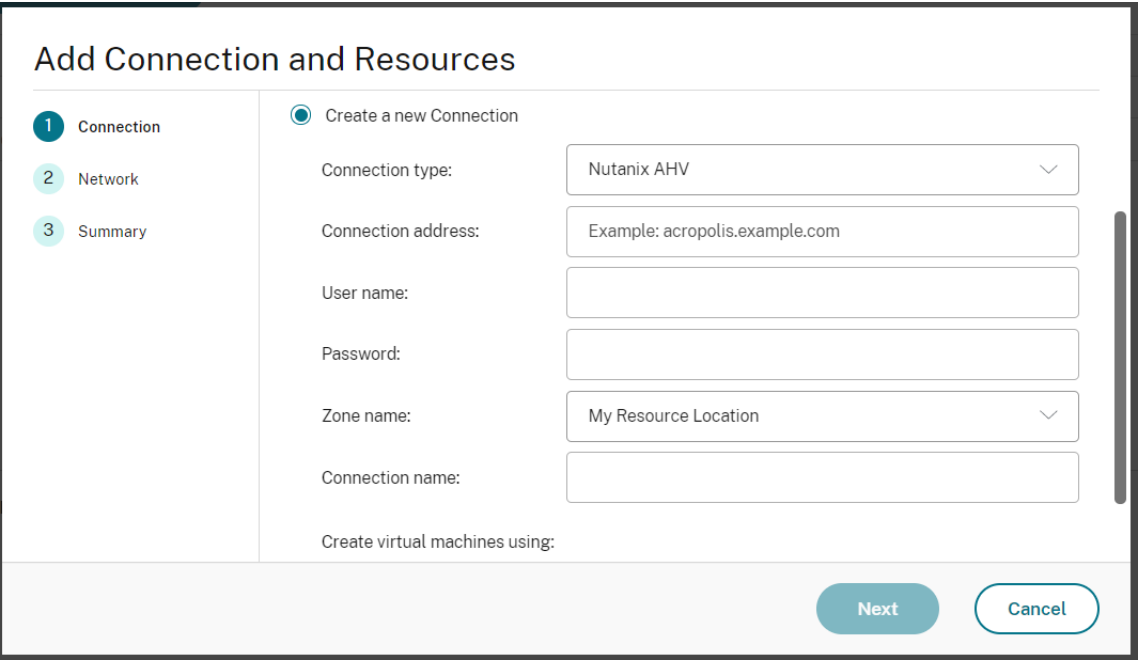 Add Connection and Resources
1 Connection
2 Network
3 Summary
Create a new Connection
Connection type: Nutanix AHV
Connection address: Example: acropolis.example.com
User name:
Password:
Zone name: My Resource Location
Connection name:
Create virtual machines using:
Next Cancel